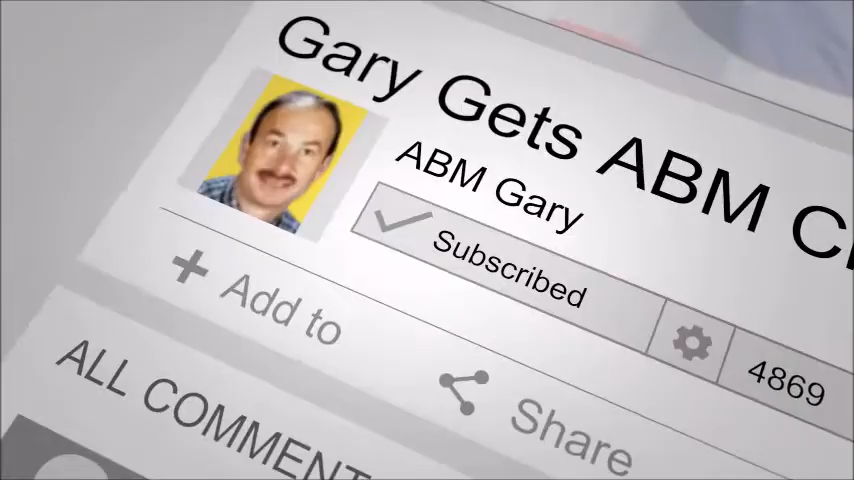 Gary Gets ABM
ABM Gary
Subscribed
4869
Add to
Share
ALL COMMENT